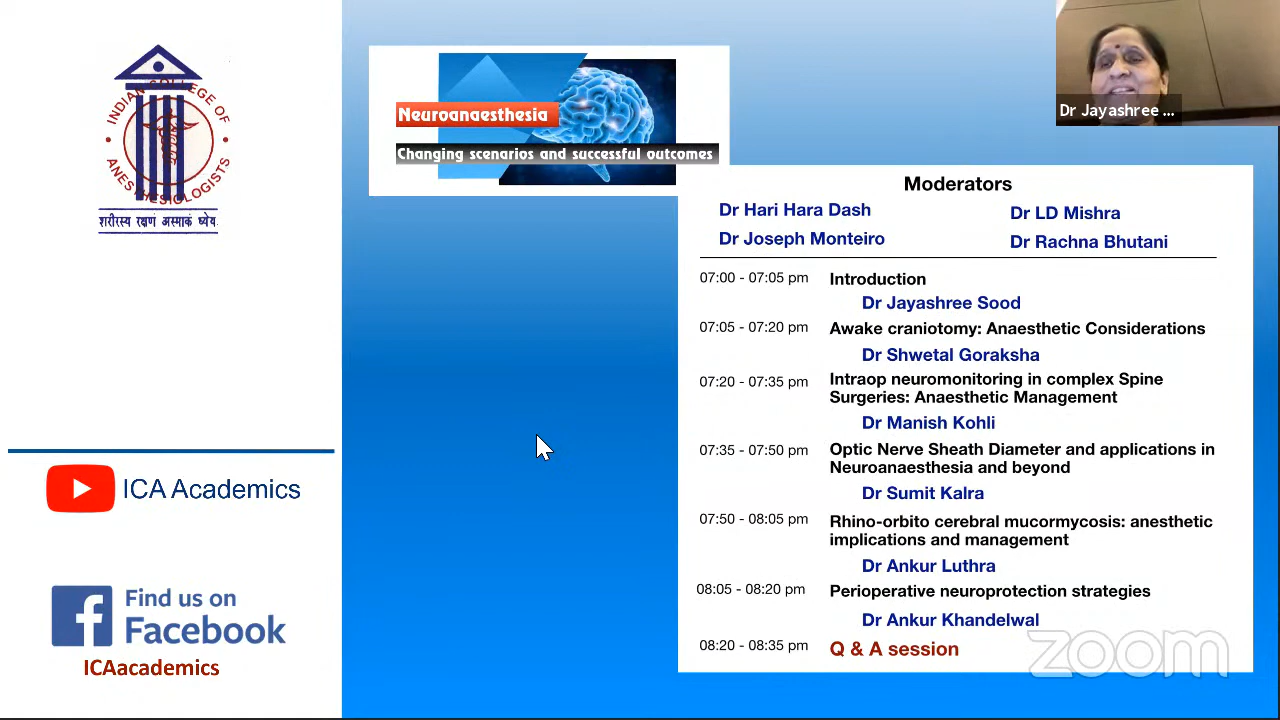 INDIAN COLLEGE OF
ANESTHESIOLOGISTS
शरीरस्य रक्षणं अस्माकं ध्येय.
ICA Academics
Find us on
Facebook
ICAacademics
Neuroanaesthesia
Changing scenarios and successful outcomes
Dr Jayashree ...
Moderators
Dr Hari Hara Dash
Dr LD Mishra
Dr Joseph Monteiro
Dr Rachna Bhutani
07:00 - 07:05 pm Introduction
Dr Jayashree Sood
07:05 - 07:20 pm Awake craniotomy: Anaesthetic Considerations
Dr Shwetal Goraksha
07:20 - 07:35 pm Intraop neuromonitoring in complex Spine
Surgeries: Anaesthetic Management
Dr Manish Kohli
07:35 - 07:50 pm Optic Nerve Sheath Diameter and applications in
Neuroanaesthesia and beyond
Dr Sumit Kalra
07:50 - 08:05 pm Rhino-orbito cerebral mucormycosis: anesthetic
implications and management
Dr Ankur Luthra
08:05 - 08:20 pm Perioperative neuroprotection strategies
Dr Ankur Khandelwal
08:20 - 08:35 pm Q & A session
zoom